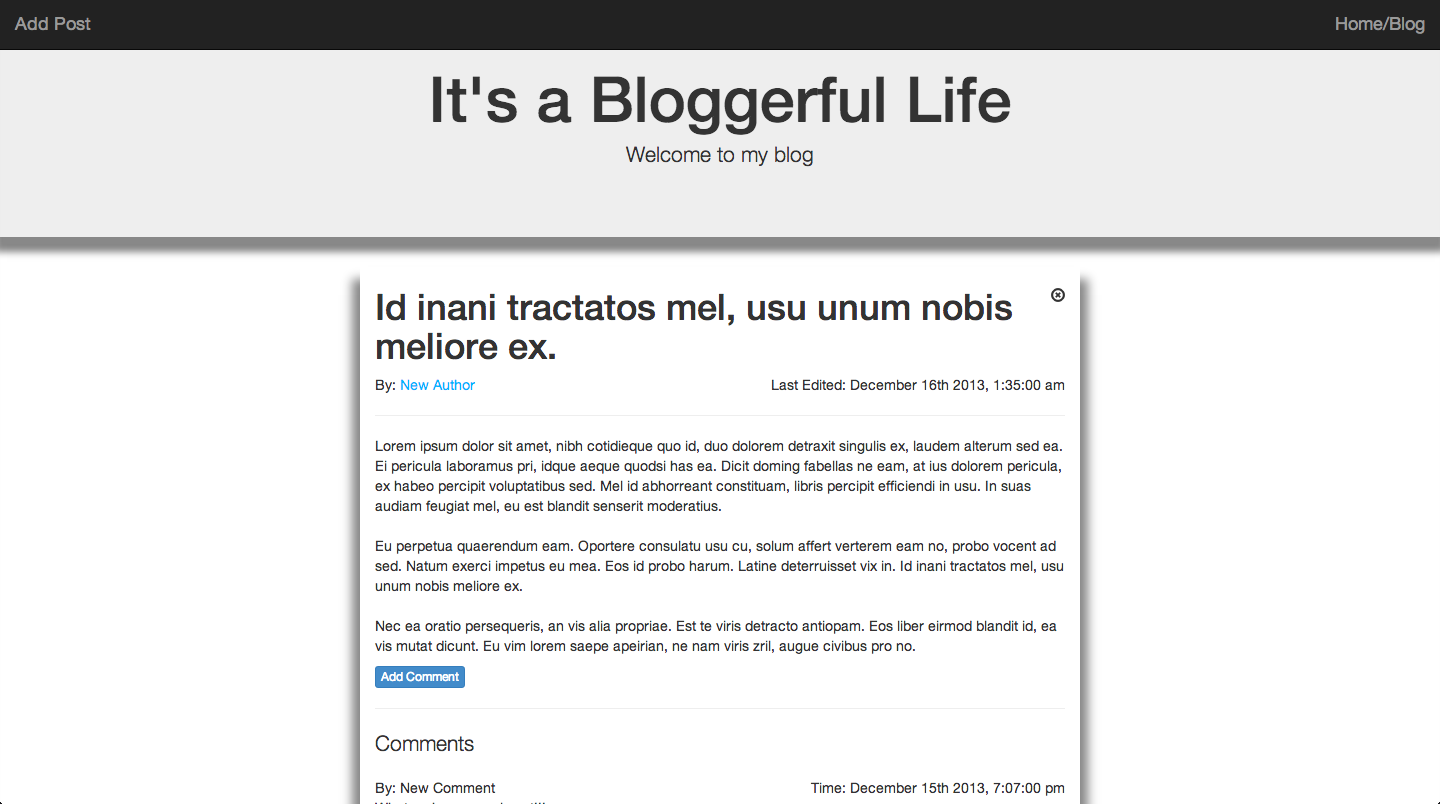 Add Post
Home/Blog
It's a Bloggerful Life
Welcome to my blog
Id inani tractatos mel, usu unum nobis
meliore ex.
By: New Author
Last Edited: December 16th 2013, 1:35:00 am
Lorem ipsum dolor sit amet, nibh cotidieque quo id, duo dolorem detraxit singulis ex, laudem alterum sed ea.
Ei pericula laboramus pri, idque aeque quodsi has ea. Dicit doming fabellas ne eam, at ius dolorem pericula,
ex habeo percipit voluptatibus sed. Mel id abhorreant constituam, libris percipit efficiendi in usu. In suas
audiam feugiat mel, eu est blandit senserit moderatius.
Eu perpetua quaerendum eam. Oportere consulatu usu cu, solum affert verterem eam no, probo vocent ad
sed. Natum exerci impetus eu mea. Eos id probo harum. Latine deterruisset vix in. Id inani tractatos mel, usu
unum nobis meliore ex.
Nec ea oratio persequeris, an vis alia propriae. Est te viris detracto antiopam. Eos liber eirmod blandit id, ea
vis mutat dicunt. Eu vim lorem saepe apeirian, ne nam viris zril, augue civibus pro no.
Add Comment
Comments
By: New Comment
Time: December 15th 2013, 7:07:00 pm